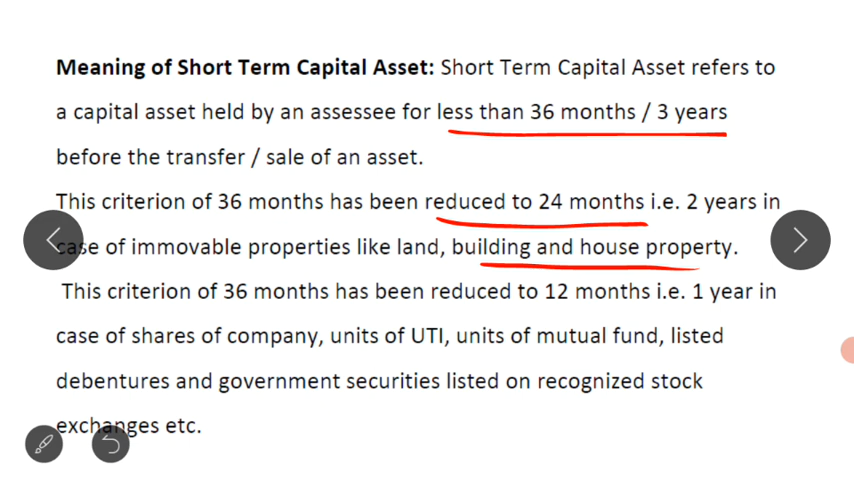 Meaning of Short Term Capital Asset: Short Term Capital Asset refers to
a capital asset held by an assessee for less than 36 months / 3 years
before the transfer / sale of an asset.
This criterion of 36 months has been reduced to 24 months i.e. 2 years in
case of immovable properties like land, building and house property.
This criterion of 36 months has been reduced to 12 months i.e. 1 year in
case of shares of company, units of UTI, units of mutual fund, listed
debentures and government securities listed on recognized stock
exchanges etc.